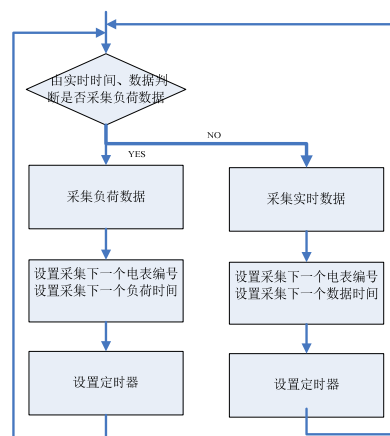 由实时时间、数据判
断是否采集负荷数据
NO
YES
采集负荷数据
采集实时数据
设置采集下一个电表编号
设置采集下一个负荷时间
设置采集下一个电表编号
设置采集下一个数据时间
设置定时器
设置定时器